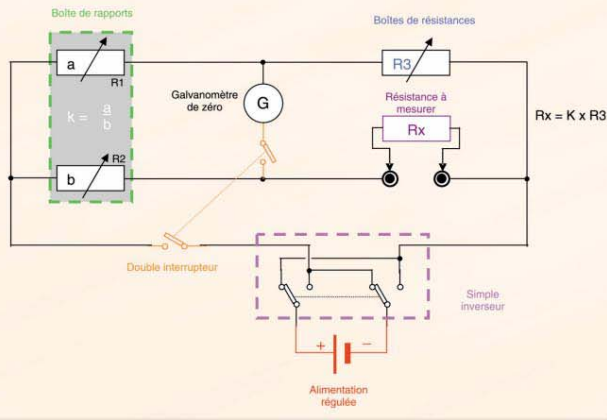 Boîte de rapports
Boîtes de résistances
a
R1
R3
Galvanomètre
de zéro
G
Résistance à
mesurer
Rx
Rx = K x R3
k = a
b
R2
b
Double interrupteur
Simple
inverseur
+
−
Alimentation
régulée